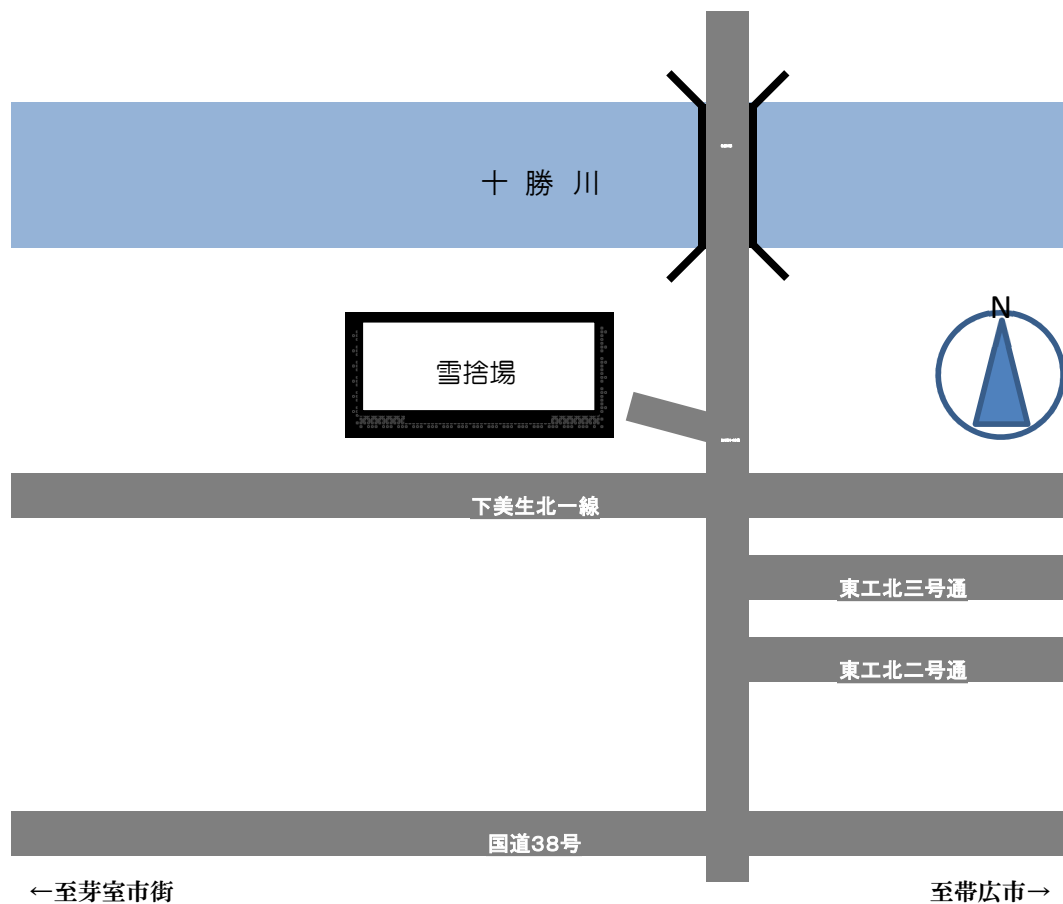 十勝川
N
雪捨場
下美生北一線
東工北三号通
東工北二号通
国道38号
←至芽室市街
至帯広市→